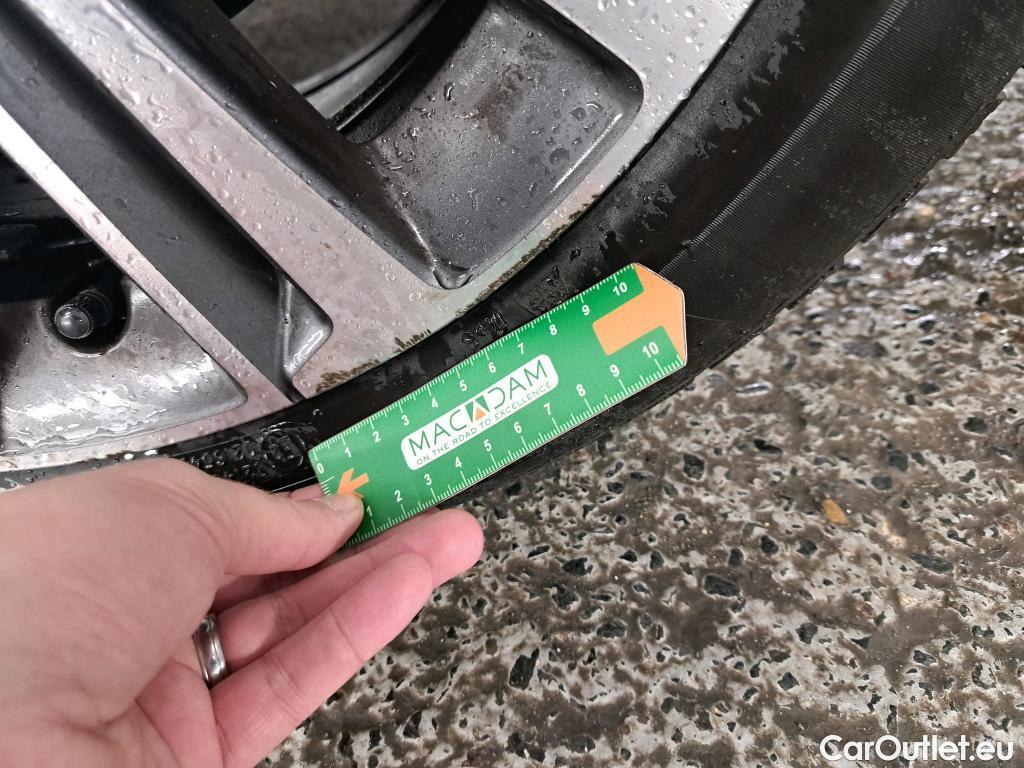 0 1 2 3 4 5 6 7 8 9 10
MACADAM
ON THE ROAD TO EXCELLENCE
1 2 3 4 5 6 7 8 9 10
CarOutlet.eu